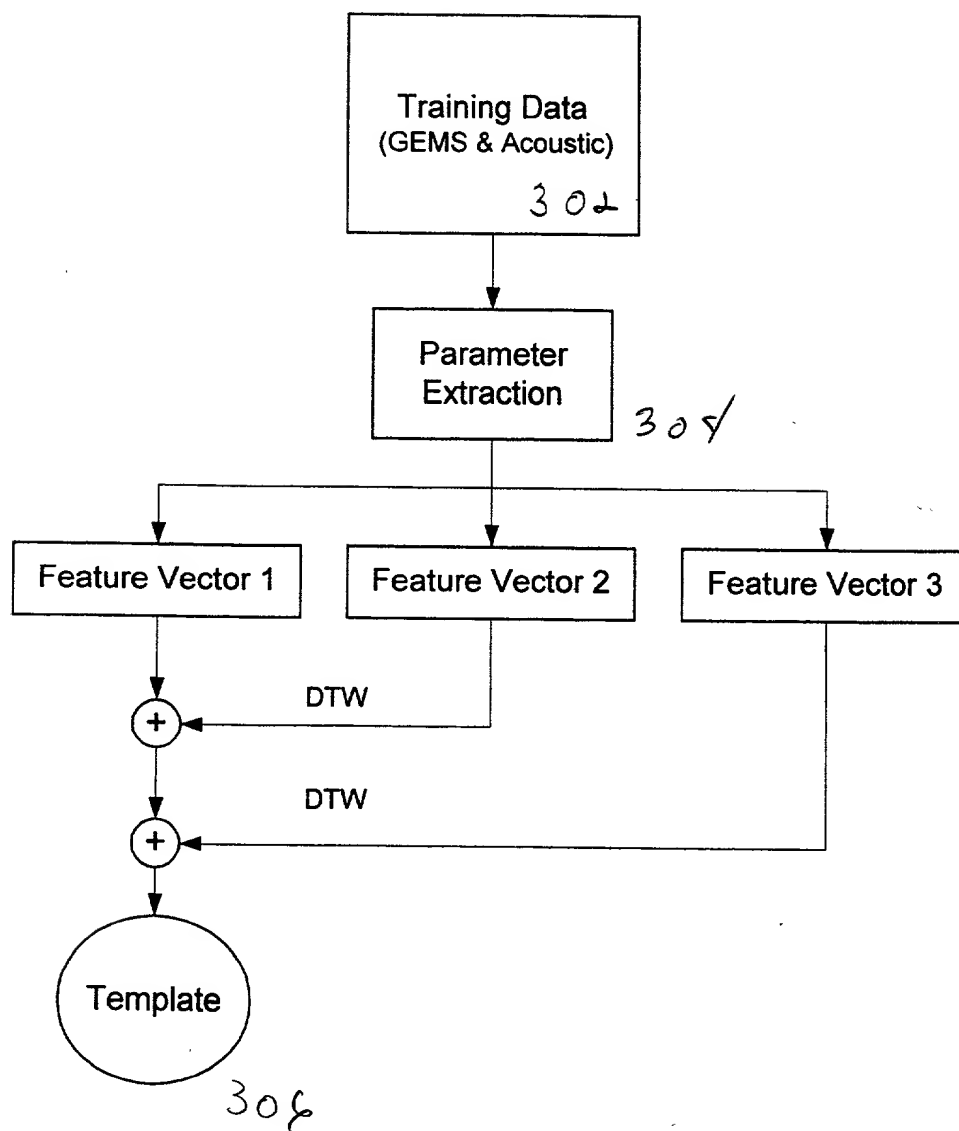 Training Data
(GEMS & Acoustic)
302
Parameter
Extraction
304
Feature Vector 1
Feature Vector 2
Feature Vector 3
DTW
+
DTW
+
Template
306